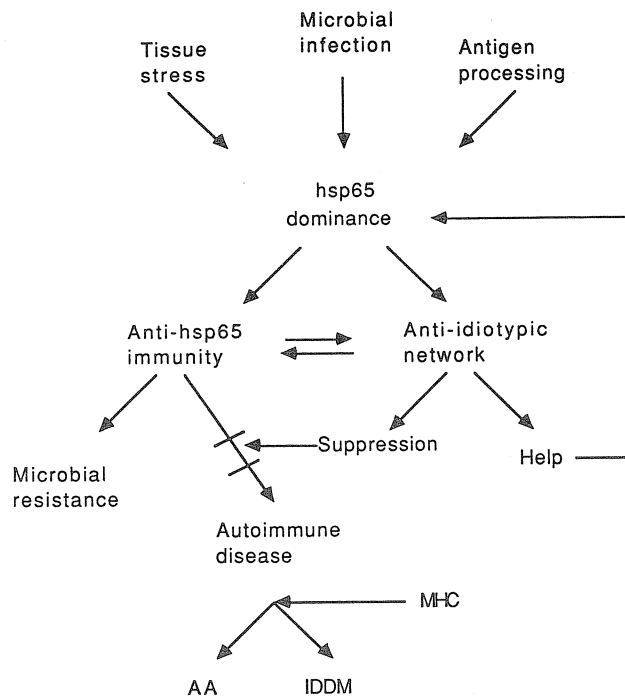 Tissue
stress
Microbial
infection
Antigen
processing
hsp65
dominance
Anti-hsp65
immunity
Anti-idiotypic
network
Suppression
Help
Microbial
resistance
Autoimmune
disease
MHC
AA
IDDM